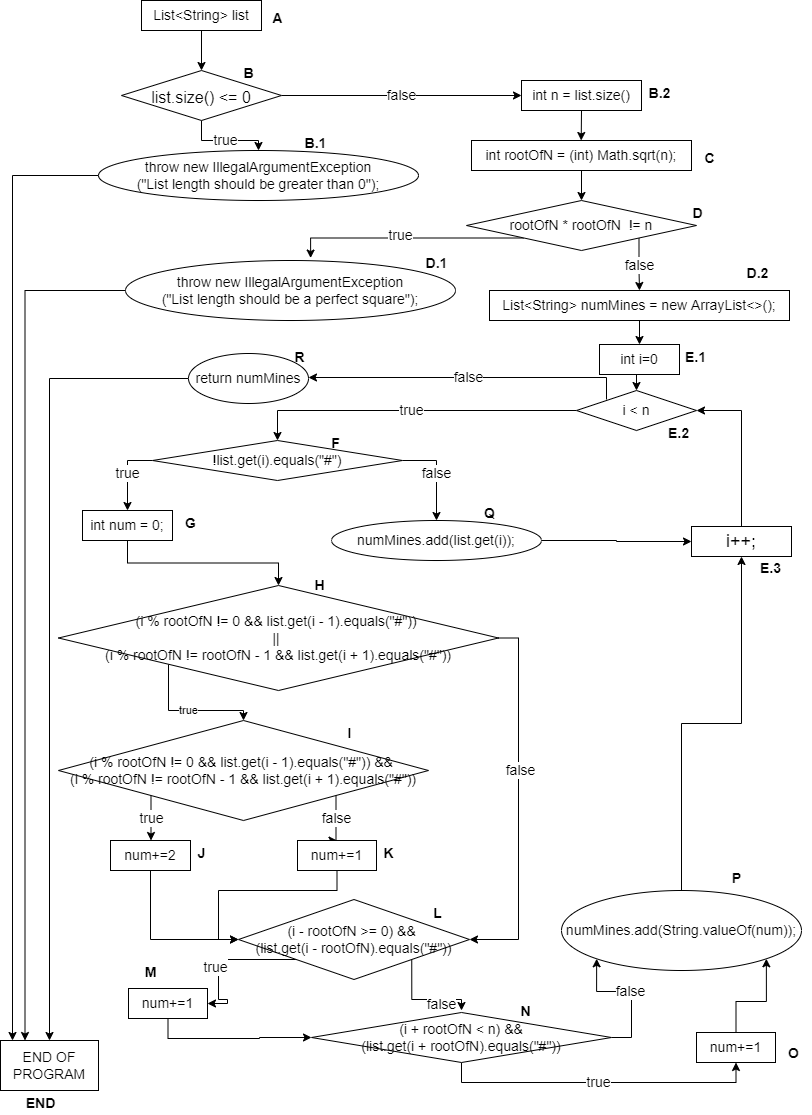 List<String> list
A
B
list.size() <= 0
false
int n = list.size()
B.2
true
B.1
throw new IllegalArgumentException
("List length should be greater than 0");
int rootOfN = (int) Math.sqrt(n);
C
D
rootOfN * rootOfN  != n
true
false
D.1
throw new IllegalArgumentException
("List length should be a perfect square");
D.2
List<String> numMines = new ArrayList<>();
int i=0
E.1
R
return numMines
false
i < n
true
E.2
F
!list.get(i).equals("#")
true
false
G
int num = 0;
Q
numMines.add(list.get(i));
i++;
E.3
H
(i % rootOfN != 0 && list.get(i - 1).equals("#"))
||
(i % rootOfN != rootOfN - 1 && list.get(i + 1).equals("#"))
true
false
I
(i % rootOfN != 0 && list.get(i - 1).equals("#")) &&
(i % rootOfN != rootOfN - 1 && list.get(i + 1).equals("#"))
true
false
num+=2
J
num+=1
K
L
(i - rootOfN >= 0) &&
(list.get(i - rootOfN).equals("#"))
true
false
P
numMines.add(String.valueOf(num));
M
num+=1
false
N
(i + rootOfN < n) &&
(list.get(i + rootOfN).equals("#"))
true
num+=1
O
END OF
PROGRAM
END